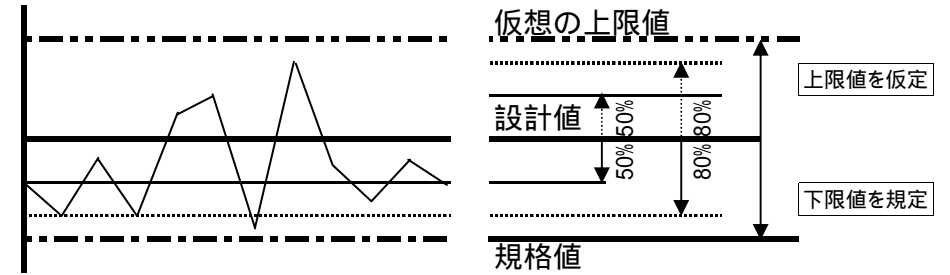 仮想の上限値
上限値を仮定
設計値
50% 50%
80% 80%
下限値を規定
規格値